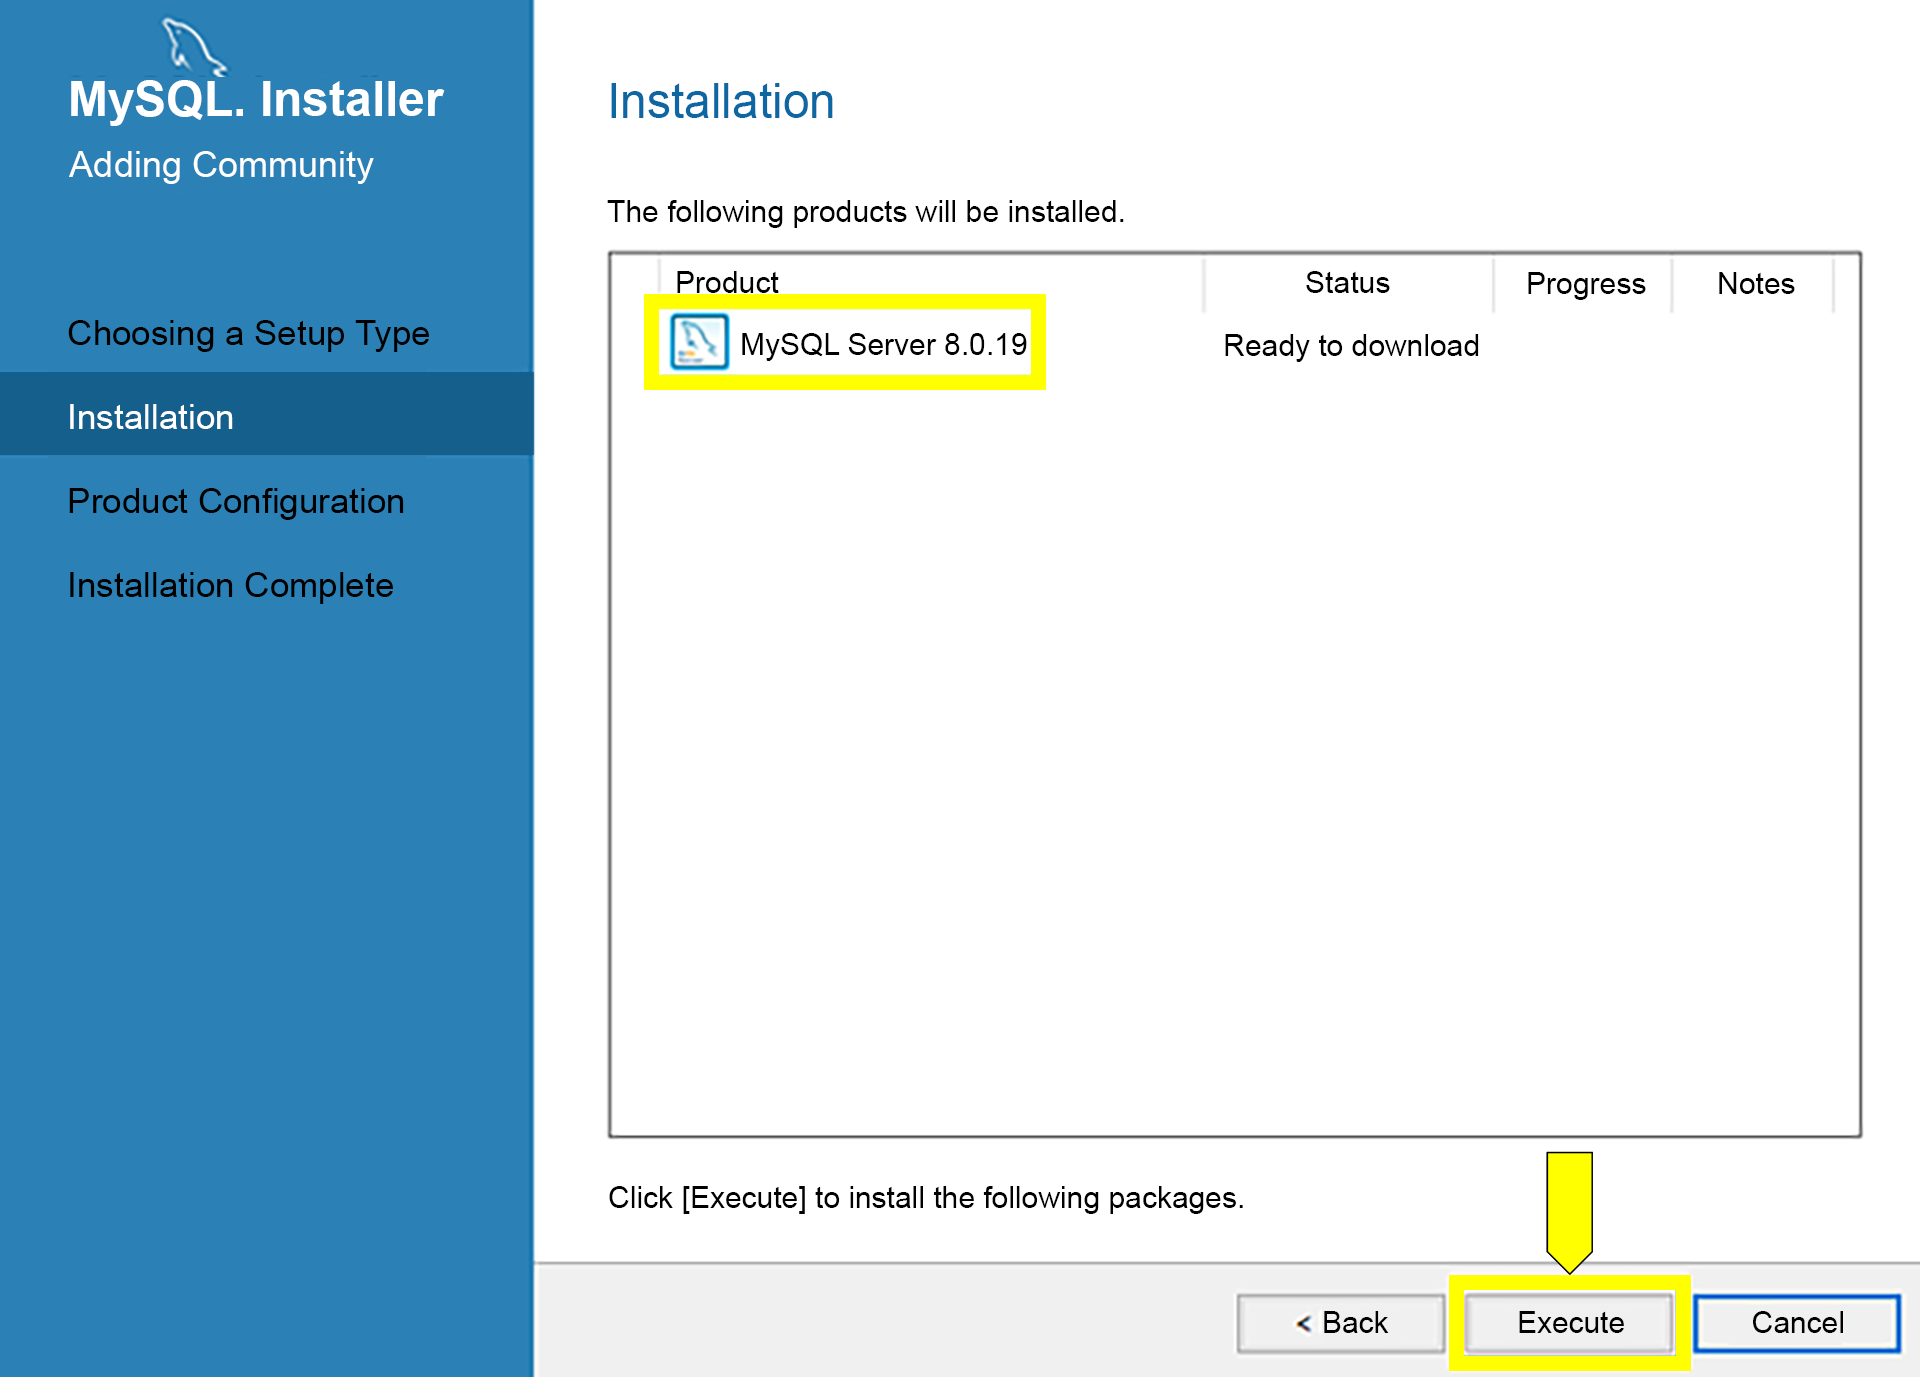 MySQL. Installer
Adding Community
Choosing a Setup Type
Installation
Product Configuration
Installation Complete
Installation
The following products will be installed.
Product Status Progress Notes
MySQL Server 8.0.19 Ready to download
Click [Execute] to install the following packages.
< Back Execute Cancel